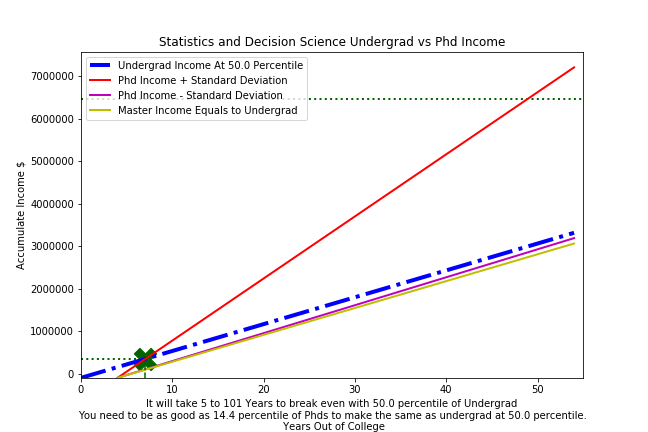 Statistics and Decision Science Undergrad vs Phd Income
Undergrad Income At 50.0 Percentile
Phd Income + Standard Deviation
Phd Income - Standard Deviation
Master Income Equals to Undergrad
Accumulate Income $
7000000
6000000
5000000
4000000
3000000
2000000
1000000
0
0 10 20 30 40 50
It will take 5 to 101 Years to break even with 50.0 percentile of Undergrad
You need to be as good as 14.4 percentile of Phds to make the same as undergrad at 50.0 percentile.
Years Out of College